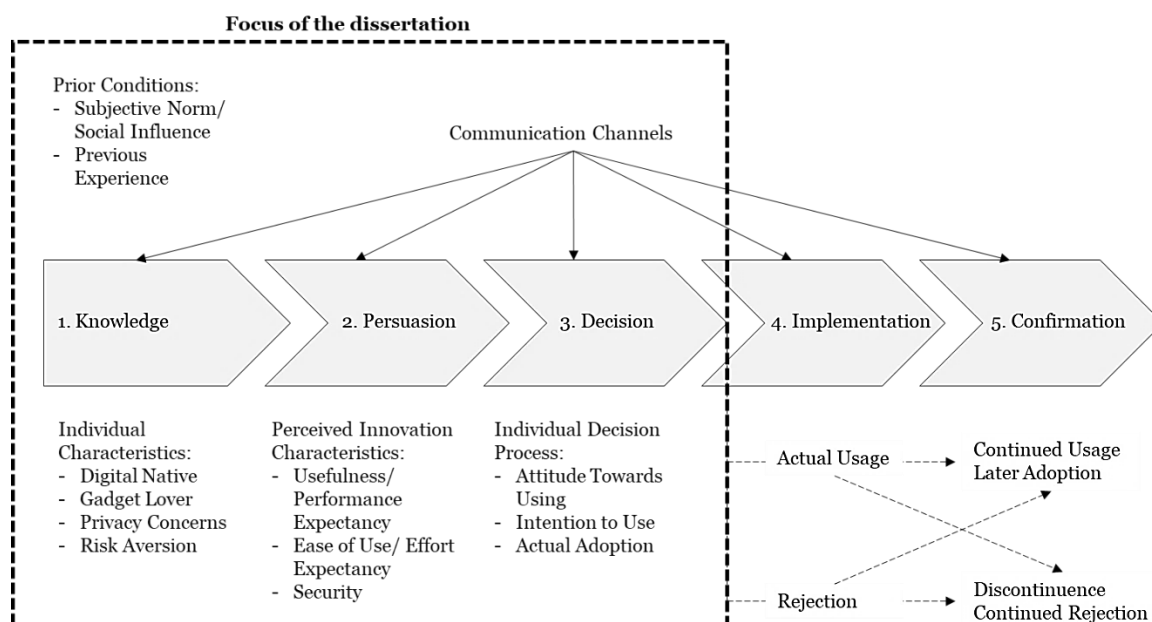 Focus of the dissertation
Prior Conditions:
- Subjective Norm/
Social Influence
- Previous
Experience
Communication Channels
1. Knowledge
2. Persuasion
3. Decision
4. Implementation
5. Confirmation
Individual
Characteristics:
- Digital Native
- Gadget Lover
- Privacy Concerns
- Risk Aversion
Perceived Innovation
Characteristics:
- Usefulness/
Performance
Expectancy
- Ease of Use/ Effort
Expectancy
- Security
Individual Decision
Process:
- Attitude Towards
Using
- Intention to Use
- Actual Adoption
Actual Usage
Rejection
Continued Usage
Later Adoption
Discontinuence
Continued Rejection